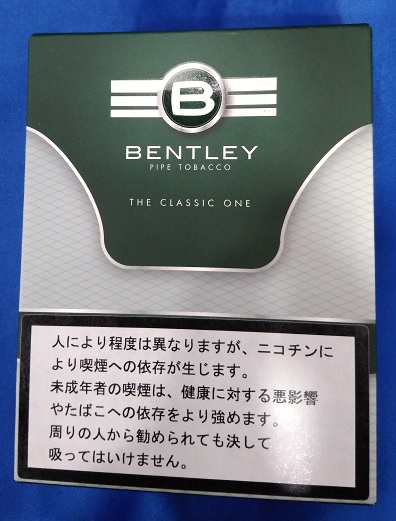 B
BENTLEY
PIPE TOBACCO
THE CLASSIC ONE
人により程度は異なりますが、ニコチンに
より喫煙への依存が生じます。
未成年者の喫煙は、健康に対する悪影響
やたばこへの依存をより強めます。
周りの人から勧められても決して
吸ってはいけません。